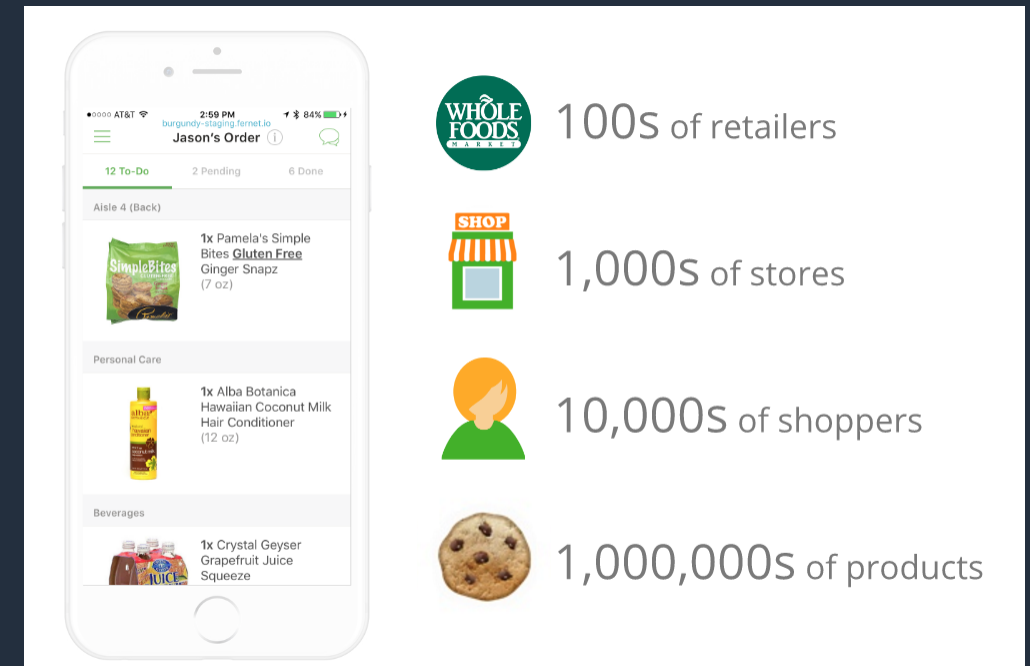 ●○○○○ AT&T 2:59 PM 84%
burgundy-staging.fernet.io
Jason's Order i
12 To-Do 2 Pending 6 Done
Aisle 4 (Back)
SimpleBites
1x Pamela's Simple
Bites Gluten Free
Ginger Snapz
(7 oz)
Personal Care
alba
1x Alba Botanica
Hawaiian Coconut Milk
Hair Conditioner
(12 oz)
Beverages
JUICE
1x Crystal Geyser
Grapefruit Juice
Squeeze
WHOLE
FOODS
MARKET
100s of retailers
SHOP
1,000s of stores
10,000s of shoppers
1,000,000s of products